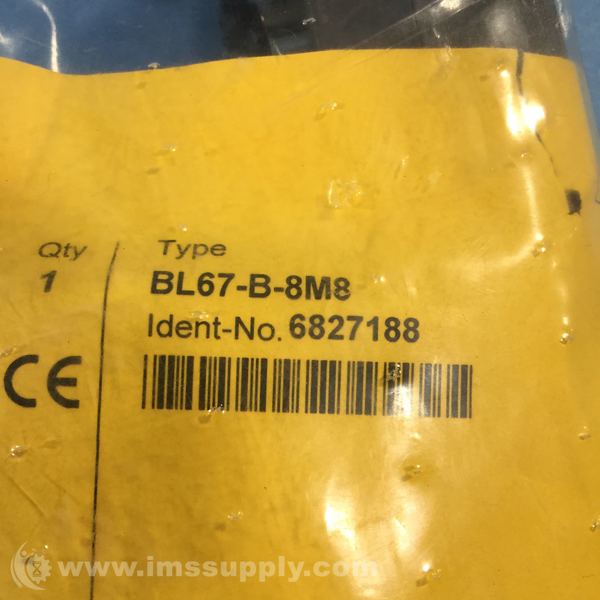 Qty
1
Type
BL67-B-8M8
Ident-No. 6827188
CE
www.imssupply.com